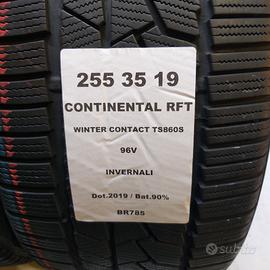 255 35 19
CONTINENTAL RFT
WINTER CONTACT TS860S
96V
INVERNALI
Dot.2019 / Bat.90%
BR785
subito